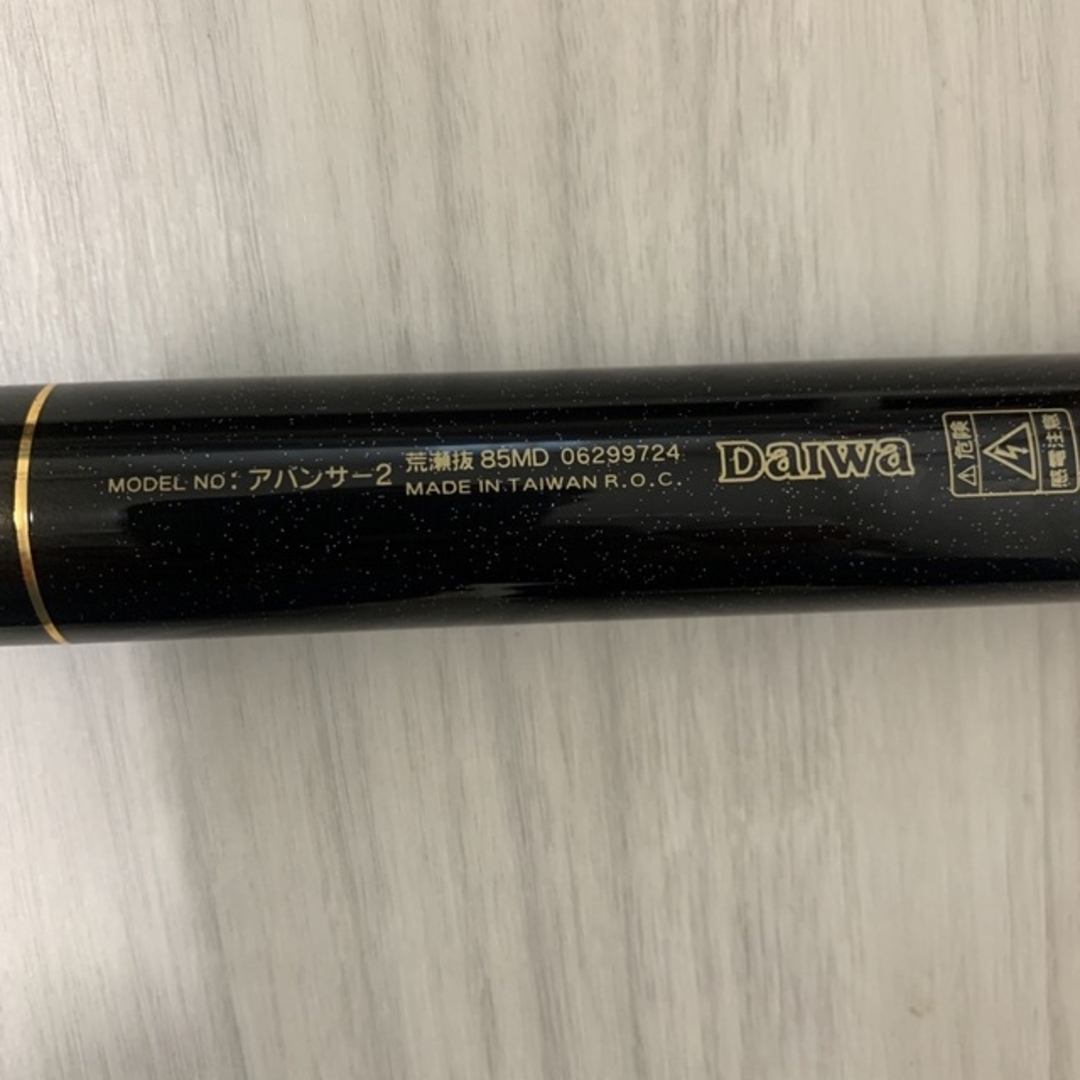 MODEL NO: アバンサー2
荒瀬抜 85MD 06299724
MADE IN TAIWAN R.O.C.
Daiwa
⚠危険
感電注意